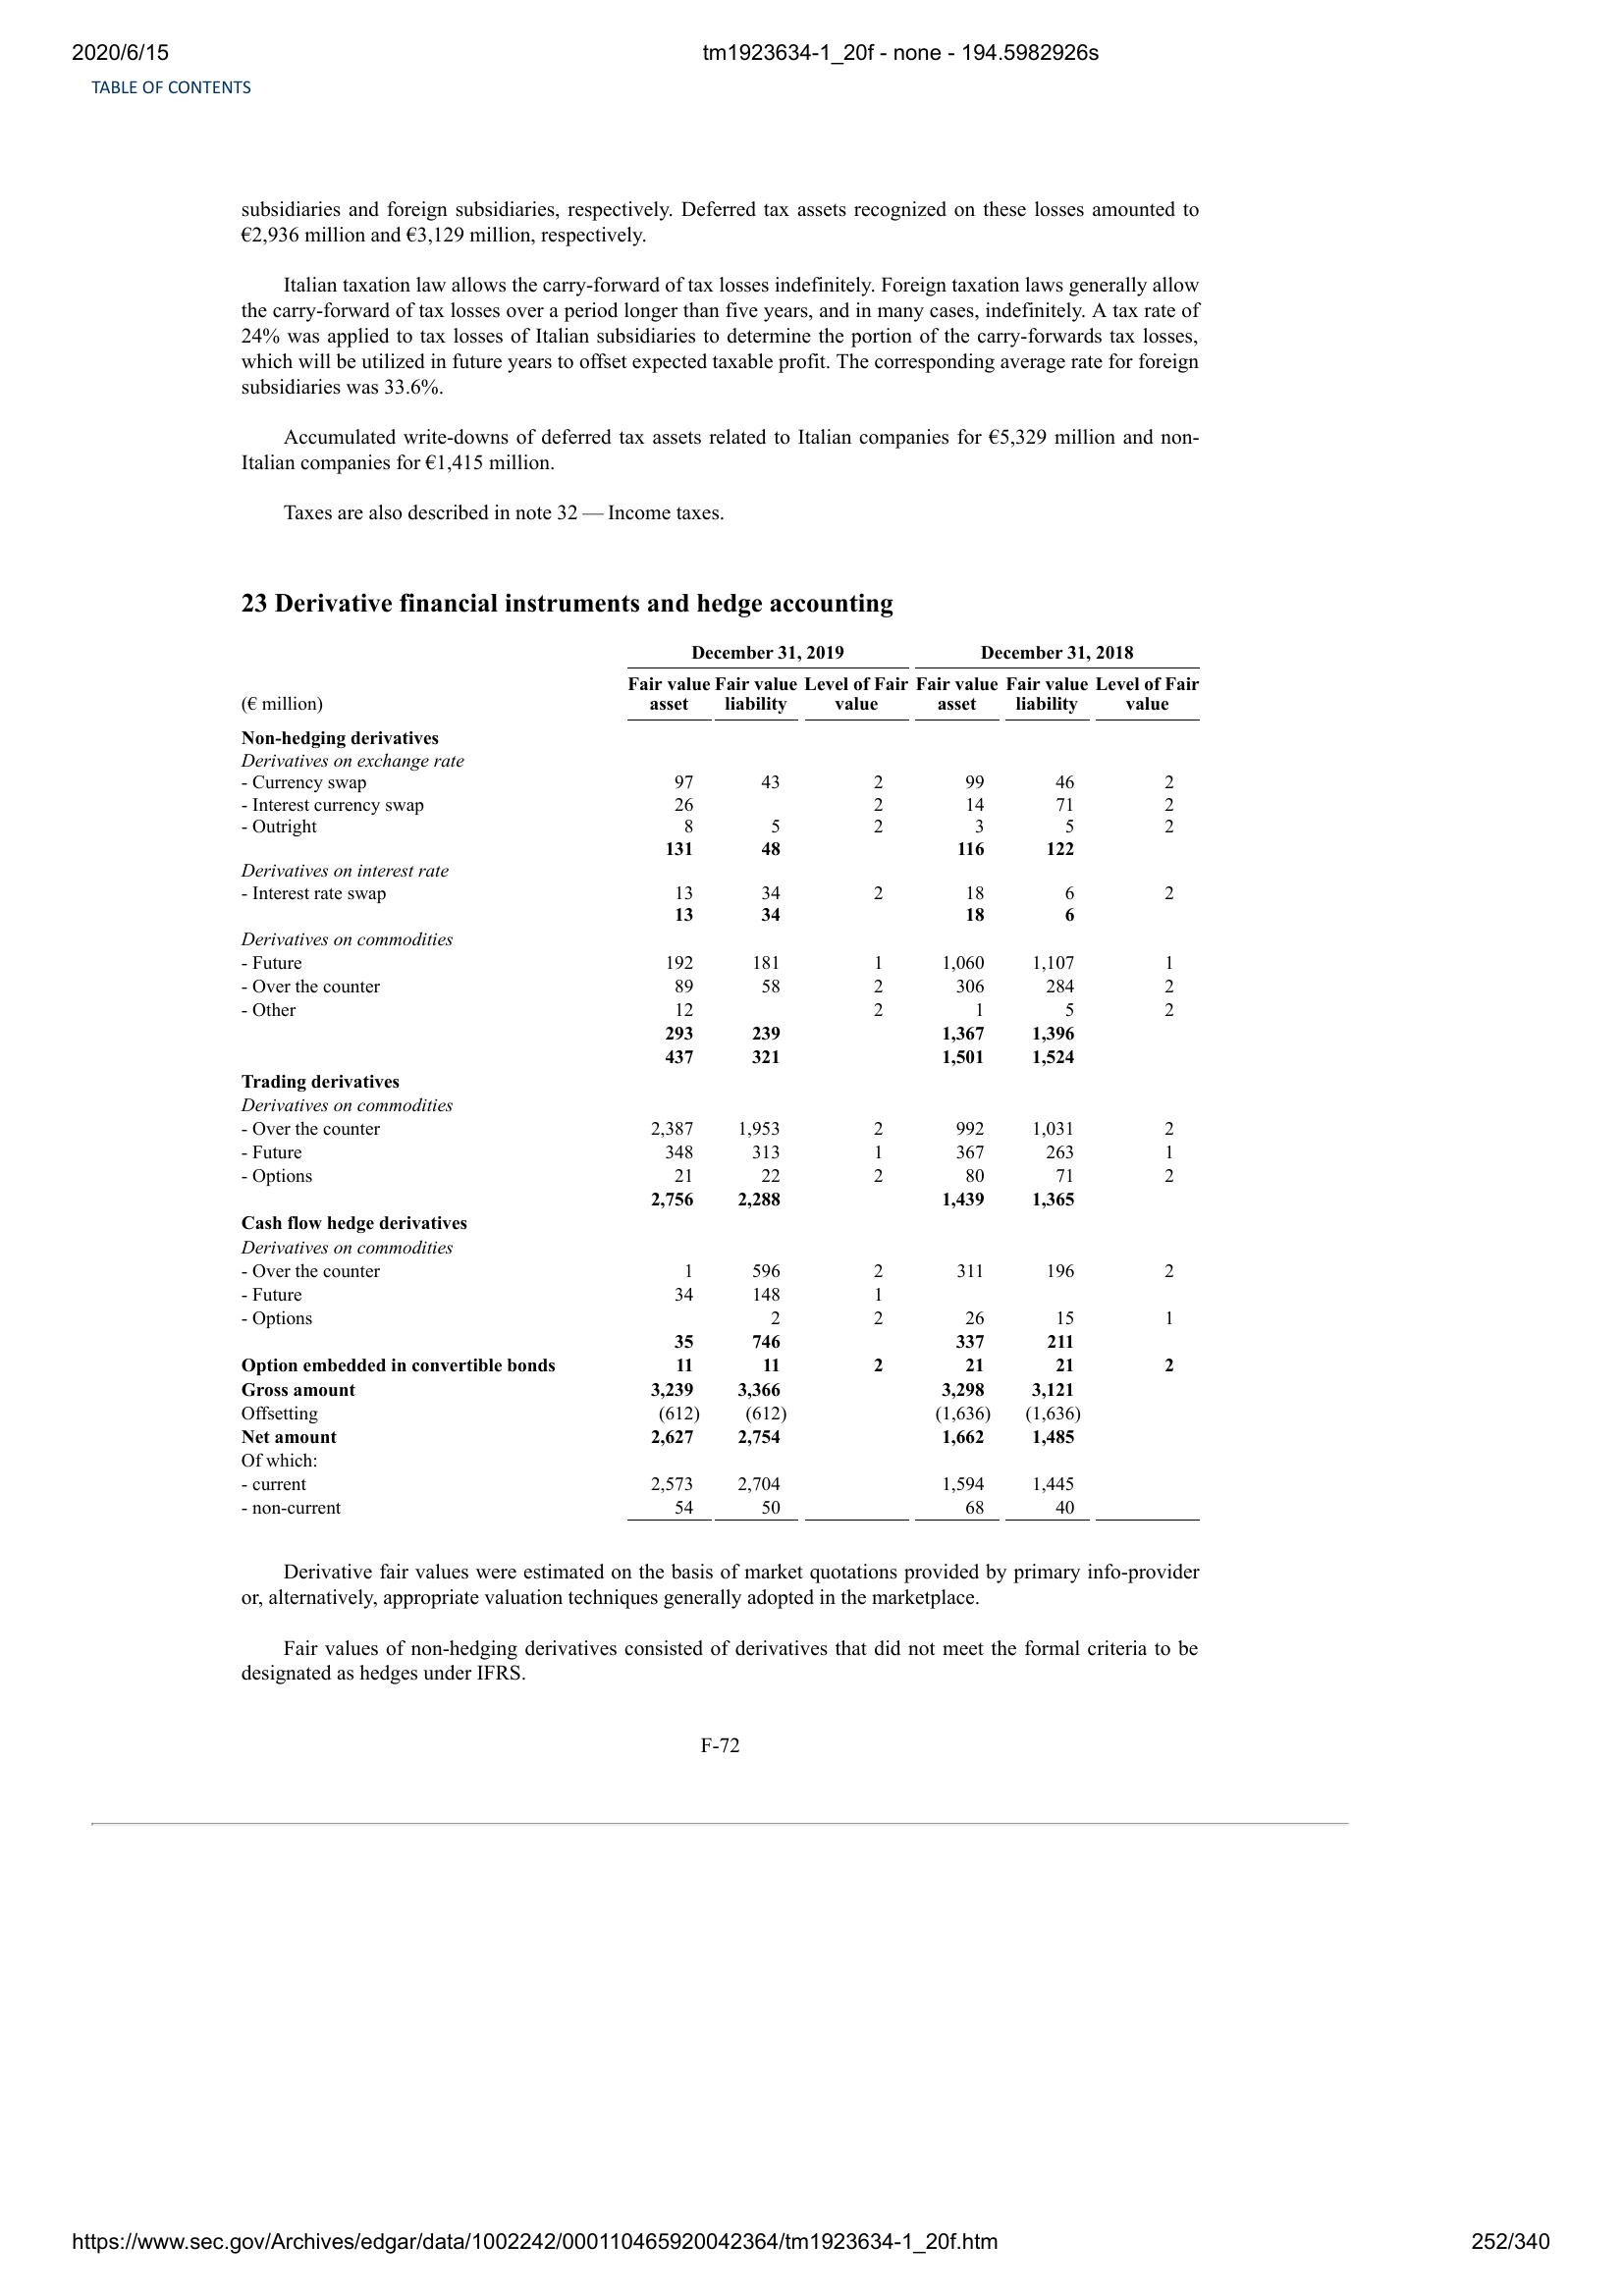 2020/6/15 tm1923634-1_20f - none - 194.5982926s
TABLE OF CONTENTS
subsidiaries and foreign subsidiaries, respectively. Deferred tax assets recognized on these losses amounted to
€2,936 million and €3,129 million, respectively.
Italian taxation law allows the carry-forward of tax losses indefinitely. Foreign taxation laws generally allow
the carry-forward of tax losses over a period longer than five years, and in many cases, indefinitely. A tax rate of
24% was applied to tax losses of Italian subsidiaries to determine the portion of the carry-forwards tax losses,
which will be utilized in future years to offset expected taxable profit. The corresponding average rate for foreign
subsidiaries was 33.6%.
Accumulated write-downs of deferred tax assets related to Italian companies for €5,329 million and non-
Italian companies for €1,415 million.
Taxes are also described in note 32 — Income taxes.
23 Derivative financial instruments and hedge accounting
December 31, 2019 December 31, 2018
Fair value Fair value Level of Fair Fair value Fair value Level of Fair
(€ million) asset liability value asset liability value
Non-hedging derivatives
Derivatives on exchange rate
- Currency swap 97 43 2 99 46 2
- Interest currency swap 26 2 14 71 2
- Outright 8 5 2 3 5 2
131 48 116 122
Derivatives on interest rate
- Interest rate swap 13 34 2 18 6 2
13 34 18 6
Derivatives on commodities
- Future 192 181 1 1,060 1,107 1
- Over the counter 89 58 2 306 284 2
- Other 12 2 1 5 2
293 239 1,367 1,396
437 321 1,501 1,524
Trading derivatives
Derivatives on commodities
- Over the counter 2,387 1,953 2 992 1,031 2
- Future 348 313 1 367 263 1
- Options 21 22 2 80 71 2
2,756 2,288 1,439 1,365
Cash flow hedge derivatives
Derivatives on commodities
- Over the counter 1 596 2 311 196 2
- Future 34 148 1
- Options 2 2 26 15 1
35 746 337 211
Option embedded in convertible bonds 11 11 2 21 21 2
Gross amount 3,239 3,366 3,298 3,121
Offsetting (612) (612) (1,636) (1,636)
Net amount 2,627 2,754 1,662 1,485
Of which:
- current 2,573 2,704 1,594 1,445
- non-current 54 50 68 40
Derivative fair values were estimated on the basis of market quotations provided by primary info-provider
or, alternatively, appropriate valuation techniques generally adopted in the marketplace.
Fair values of non-hedging derivatives consisted of derivatives that did not meet the formal criteria to be
designated as hedges under IFRS.
F-72
https://www.sec.gov/Archives/edgar/data/1002242/000110465920042364/tm1923634-1_20f.htm 252/340